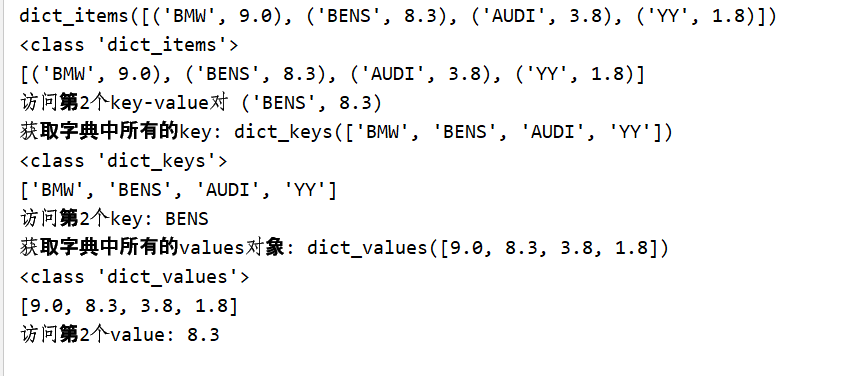 dict_items([('BMW', 9.0), ('BENS', 8.3), ('AUDI', 3.8), ('YY', 1.8)])
<class 'dict_items'>
[('BMW', 9.0), ('BENS', 8.3), ('AUDI', 3.8), ('YY', 1.8)]
访问第2个key-value对 ('BENS', 8.3)
获取字典中所有的key: dict_keys(['BMW', 'BENS', 'AUDI', 'YY'])
<class 'dict_keys'>
['BMW', 'BENS', 'AUDI', 'YY']
访问第2个key: BENS
获取字典中所有的values对象: dict_values([9.0, 8.3, 3.8, 1.8])
<class 'dict_values'>
[9.0, 8.3, 3.8, 1.8]
访问第2个value: 8.3